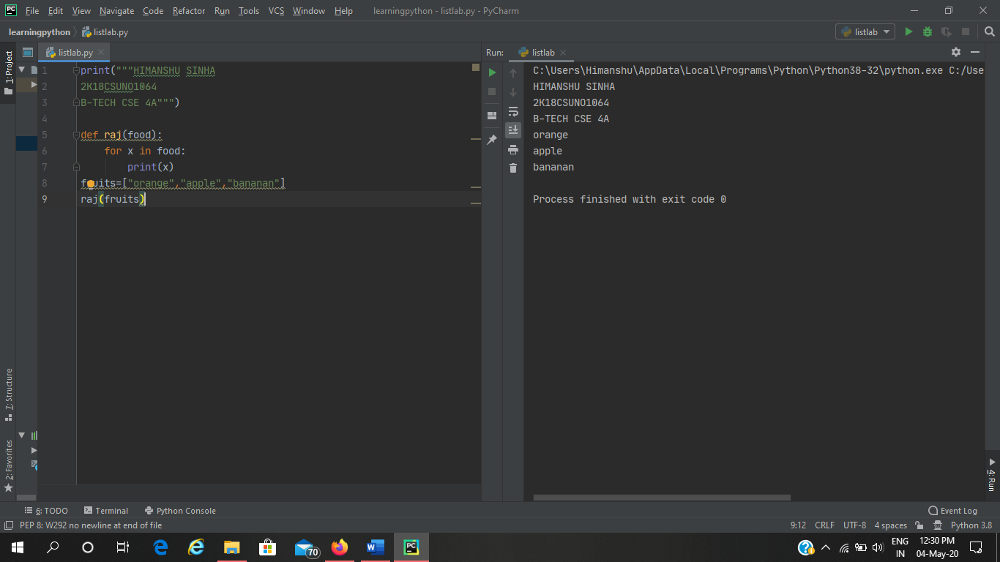 File Edit View Navigate Code Refactor Run Tools VCS Window Help learningpython - listlab.py - PyCharm
learningpython listlab.py listlab
1: Project
listlab.py
Run: listlab
1 print("""HIMANSHU SINHA
2 2K18CSUN01064
3 B-TECH CSE 4A""")
4
5 def raj(food):
6 for x in food:
7 print(x)
8 fruits=["orange","apple","bananan"]
9 raj(fruits)
C:\Users\Himanshu\AppData\Local\Programs\Python\Python38-32\python.exe C:/Use
HIMANSHU SINHA
2K18CSUN01064
B-TECH CSE 4A
orange
apple
bananan
Process finished with exit code 0
7: Structure
2: Favorites
4: Run
6: TODO Terminal Python Console Event Log
PEP 8: W292 no newline at end of file 9:12 CRLF UTF-8 4 spaces Python 3.8
70
ENG 12:30 PM
IN 04-May-20